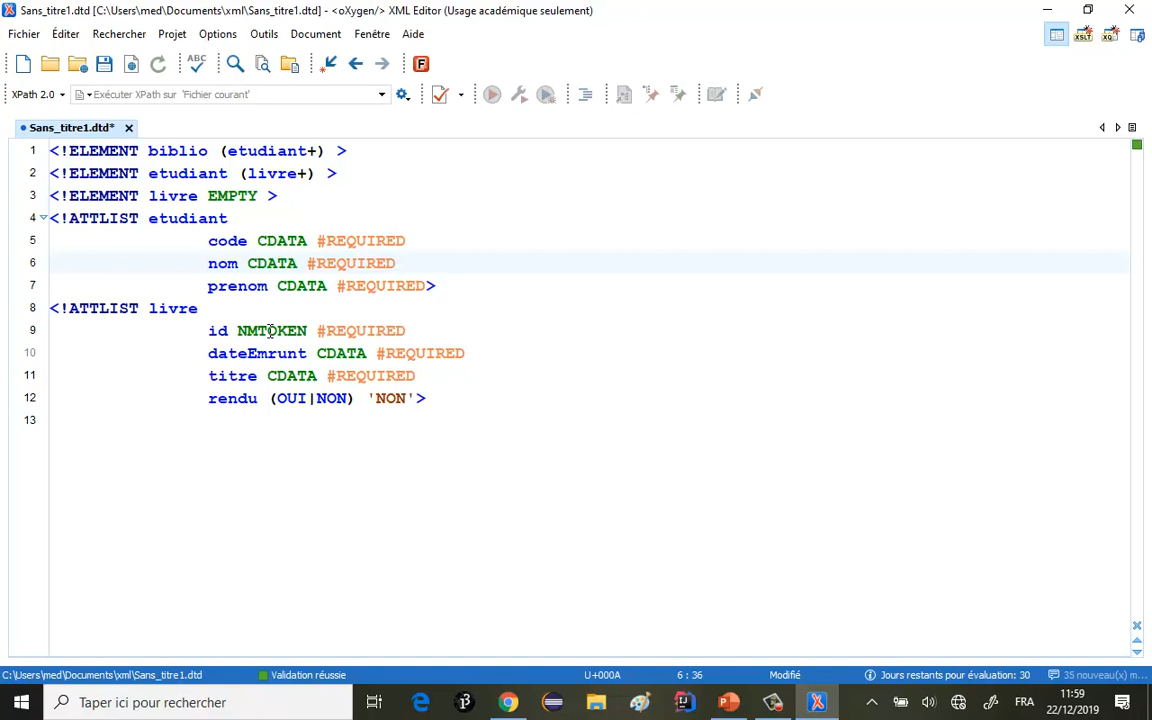 Sans_titre1.dtd [C:\Users\med\Documents\xml\Sans_titre1.dtd] - <oXygen/> XML Editor (Usage académique seulement)
Fichier Éditer Rechercher Projet Options Outils Document Fenêtre Aide
XPath 2.0 Exécuter XPath sur 'Fichier courant'
Sans_titre1.dtd*
1 <!ELEMENT biblio (etudiant+) >
2 <!ELEMENT etudiant (livre+) >
3 <!ELEMENT livre EMPTY >
4 <!ATTLIST etudiant
5 code CDATA #REQUIRED
6 nom CDATA #REQUIRED
7 prenom CDATA #REQUIRED>
8 <!ATTLIST livre
9 id NMTOKEN #REQUIRED
10 dateEmrunt CDATA #REQUIRED
11 titre CDATA #REQUIRED
12 rendu (OUI|NON) 'NON'>
13
C:\Users\med\Documents\xml\Sans_titre1.dtd Validation réussie U+000A 6 : 36 Modifié Jours restants pour évaluation: 30 35 nouveau(x) m...
Taper ici pour rechercher FRA 11:59
22/12/2019